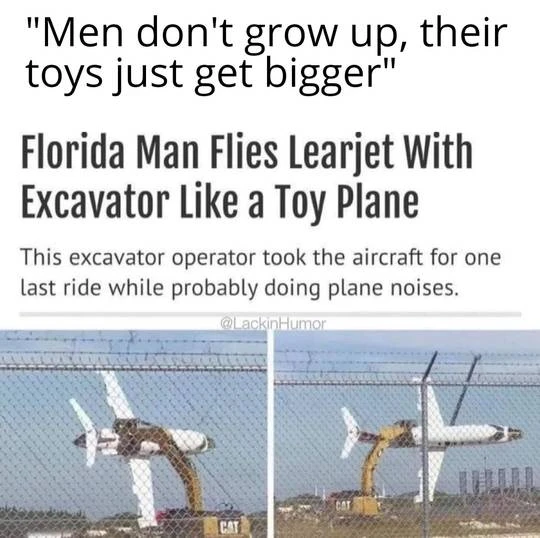 "Men don't grow up, their
toys just get bigger"
Florida Man Flies Learjet With
Excavator Like a Toy Plane
This excavator operator took the aircraft for one
last ride while probably doing plane noises.
@LackinHumor
CAT
CAT